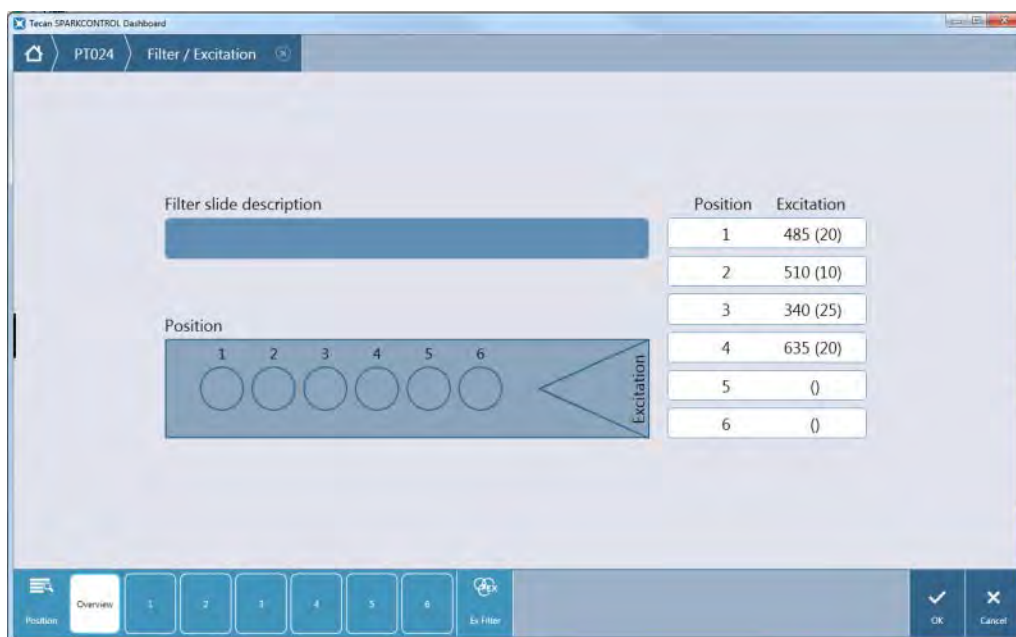 Tecan SPARKCONTROL Dashboard
PT024 Filter / Excitation
Filter slide description
Position
1 2 3 4 5 6
Excitation
Position Excitation
1 485 (20)
2 510 (10)
3 340 (25)
4 635 (20)
5 ()
6 ()
Position
Overview
1
2
3
4
5
6
EX
Ex Filter
OK
Cancel